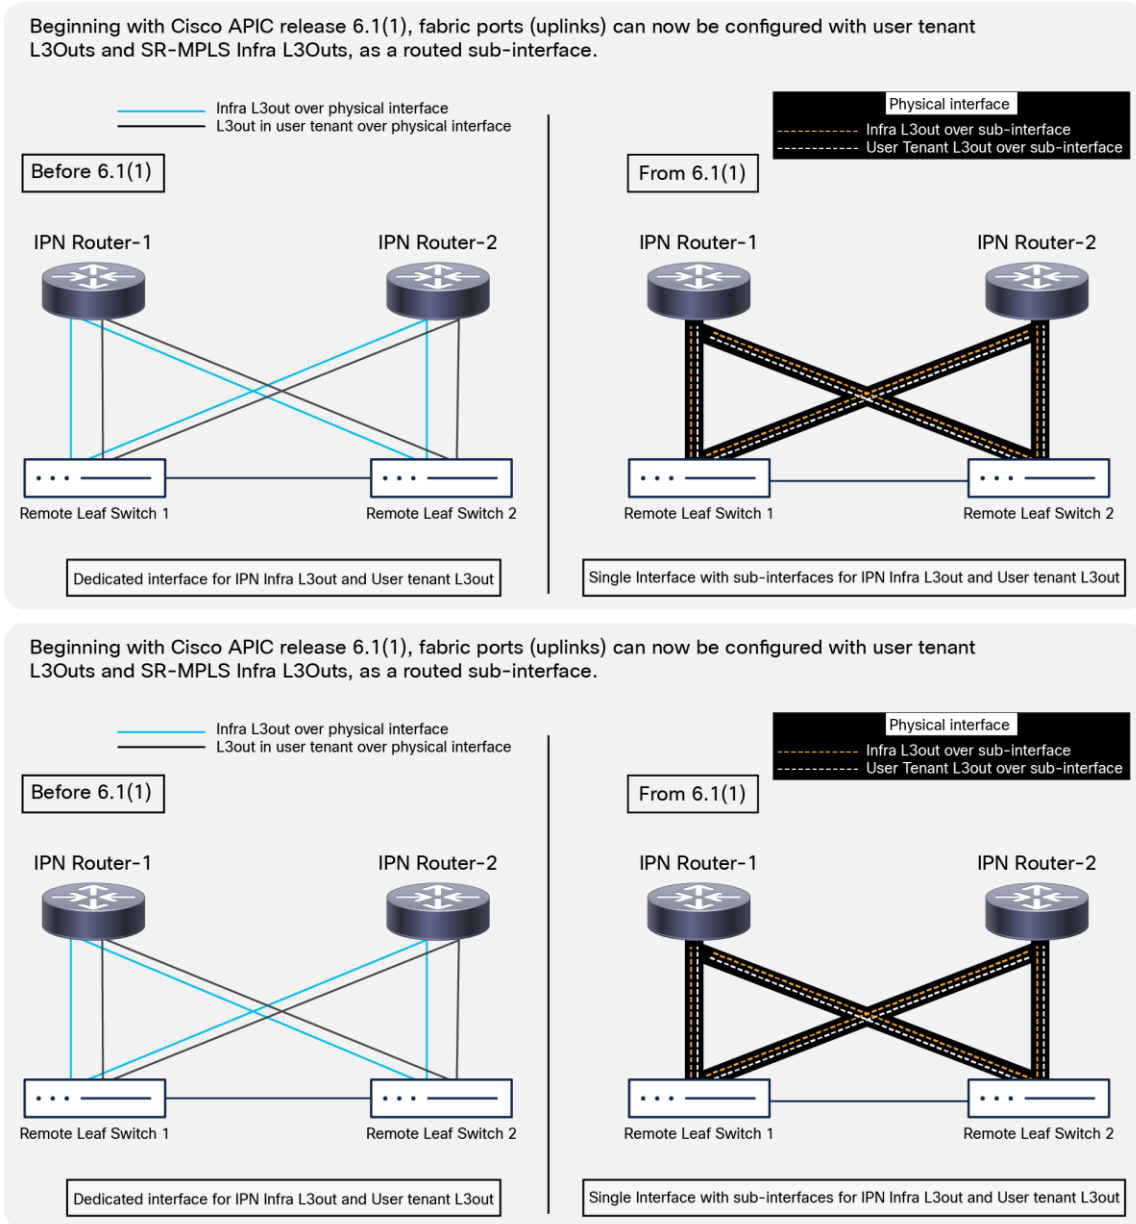 Beginning with Cisco APIC release 6.1(1), fabric ports (uplinks) can now be configured with user tenant
L3Outs and SR-MPLS Infra L3Outs, as a routed sub-interface.
Infra L3out over physical interface
L3out in user tenant over physical interface
Physical interface
Infra L3out over sub-interface
User Tenant L3out over sub-interface
Before 6.1(1)
From 6.1(1)
IPN Router-1
IPN Router-2
IPN Router-1
IPN Router-2
Remote Leaf Switch 1
Remote Leaf Switch 2
Remote Leaf Switch 1
Remote Leaf Switch 2
Dedicated interface for IPN Infra L3out and User tenant L3out
Single Interface with sub-interfaces for IPN Infra L3out and User tenant L3out
Beginning with Cisco APIC release 6.1(1), fabric ports (uplinks) can now be configured with user tenant
L3Outs and SR-MPLS Infra L3Outs, as a routed sub-interface.
Infra L3out over physical interface
L3out in user tenant over physical interface
Physical interface
Infra L3out over sub-interface
User Tenant L3out over sub-interface
Before 6.1(1)
From 6.1(1)
IPN Router-1
IPN Router-2
IPN Router-1
IPN Router-2
Remote Leaf Switch 1
Remote Leaf Switch 2
Remote Leaf Switch 1
Remote Leaf Switch 2
Dedicated interface for IPN Infra L3out and User tenant L3out
Single Interface with sub-interfaces for IPN Infra L3out and User tenant L3out